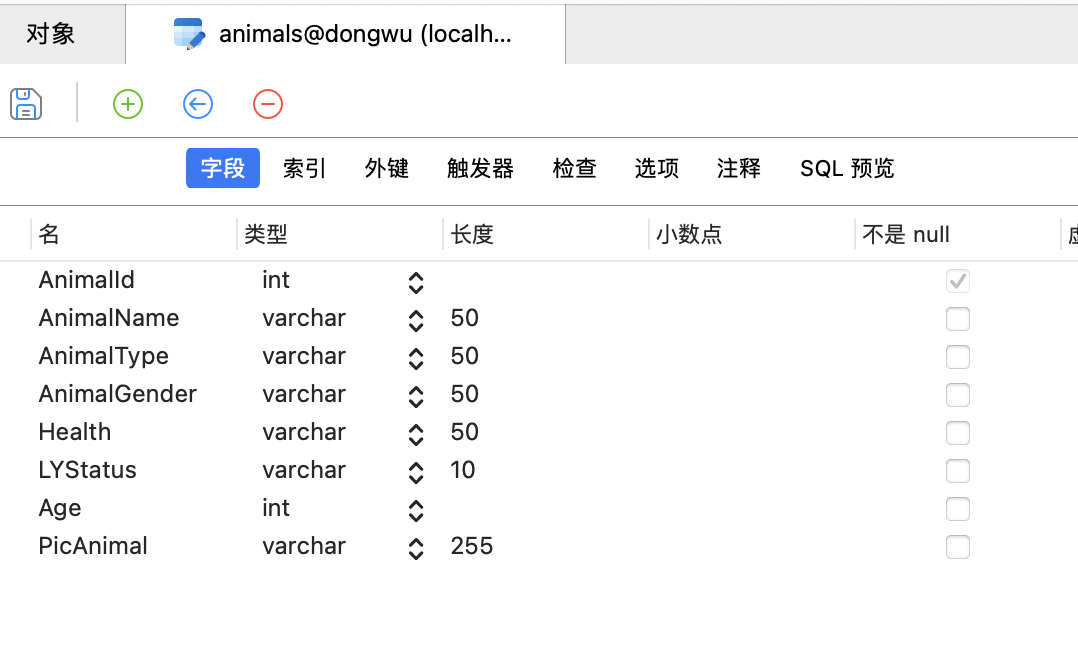 对象 animals@dongwu (localh...
字段 索引 外键 触发器 检查 选项 注释 SQL 预览
名 类型 长度 小数点 不是 null
AnimalId int
AnimalName varchar 50
AnimalType varchar 50
AnimalGender varchar 50
Health varchar 50
LYStatus varchar 10
Age int
PicAnimal varchar 255